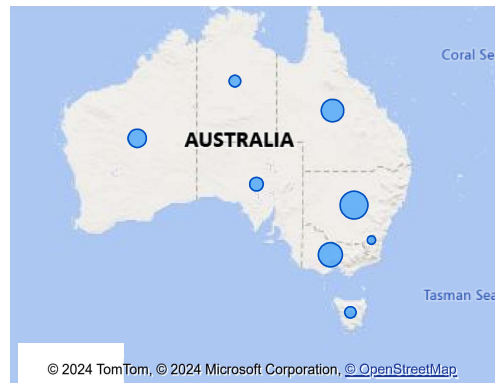 Coral Se
AUSTRALIA
Tasman Sea
© 2024 TomTom, © 2024 Microsoft Corporation, © OpenStreetMap